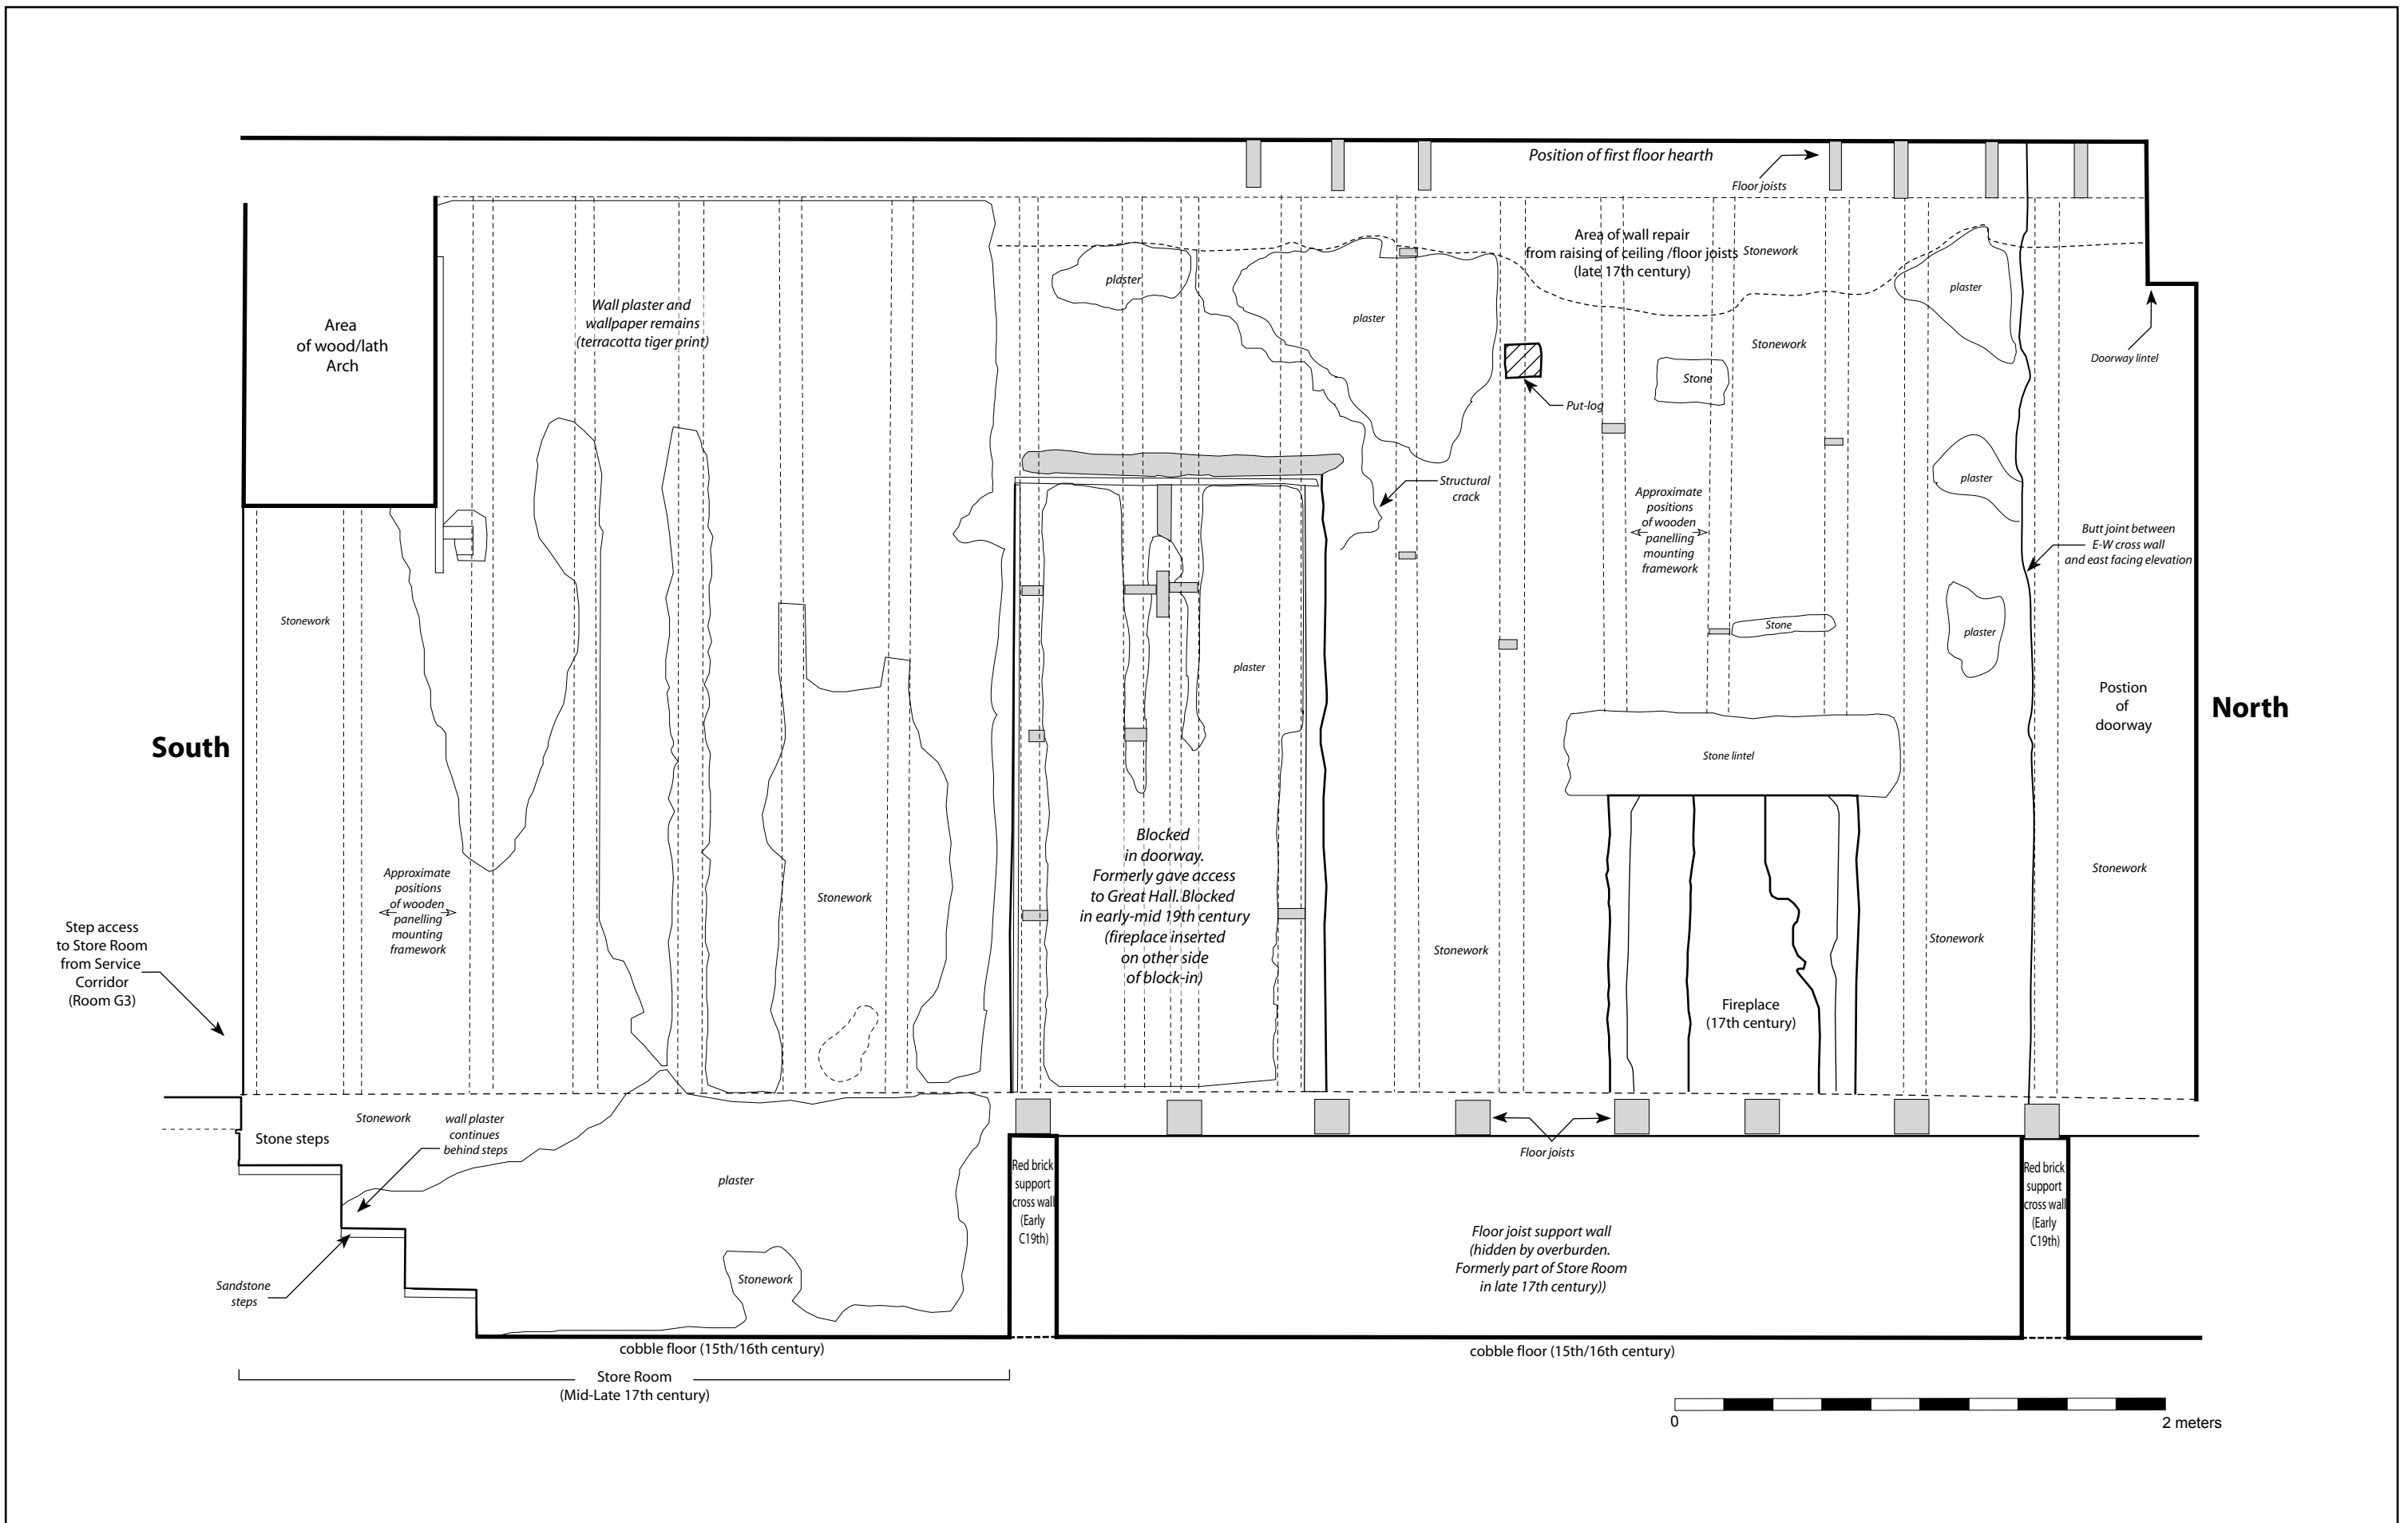 Position of first floor hearth
Floor joists
Area
of wood/lath
Arch
Wall plaster and
wallpaper remains
(terracotta tiger print)
plaster
plaster
Area of wall repair
from raising of ceiling /floor joists
(late 17th century)
Stonework
plaster
Stonework
Doorway lintel
Stone
Put-log
Structural
crack
Approximate
positions
of wooden
panelling
mounting
framework
plaster
Butt joint between
E-W cross wall
and east facing elevation
Stonework
Stone
plaster
plaster
Postion
of
doorway
South
North
Stone lintel
Blocked
in doorway.
Formerly gave access
to Great Hall. Blocked
in early-mid 19th century
(fireplace inserted
on other side
of block-in)
Approximate
positions
of wooden
panelling
mounting
framework
Stonework
Stonework
Stonework
Stonework
Step access
to Store Room
from Service
Corridor
(Room G3)
Fireplace
(17th century)
Stonework
wall plaster
continues
behind steps
Stone steps
Floor joists
plaster
Red brick
support
cross wall
(Early
C19th)
Red brick
support
cross wall
(Early
C19th)
Floor joist support wall
(hidden by overburden.
Formerly part of Store Room
in late 17th century))
Stonework
Sandstone
steps
cobble floor (15th/16th century)
cobble floor (15th/16th century)
Store Room
(Mid-Late 17th century)
0
2 meters